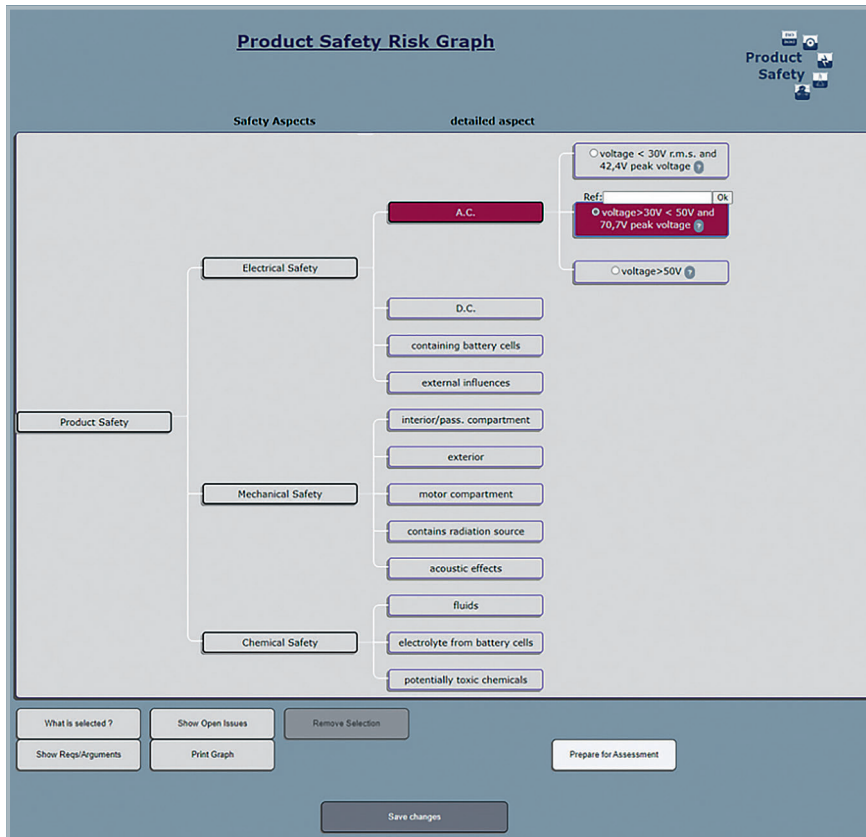 Product Safety Risk Graph
Product
Safety
Safety Aspects
detailed aspect
voltage < 30V r.m.s. and
42,4V peak voltage ?
Ref:
Ok
A.C.
voltage>30V < 50V and
70,7V peak voltage ?
Electrical Safety
voltage>50V ?
D.C.
containing battery cells
external influences
Product Safety
interior/pass. compartment
exterior
Mechanical Safety
motor compartment
contains radiation source
acoustic effects
fluids
Chemical Safety
electrolyte from battery cells
potentially toxic chemicals
What is selected ?
Show Open Issues
Remove Selection
Show Reqs/Arguments
Print Graph
Prepare for Assessment
Save changes